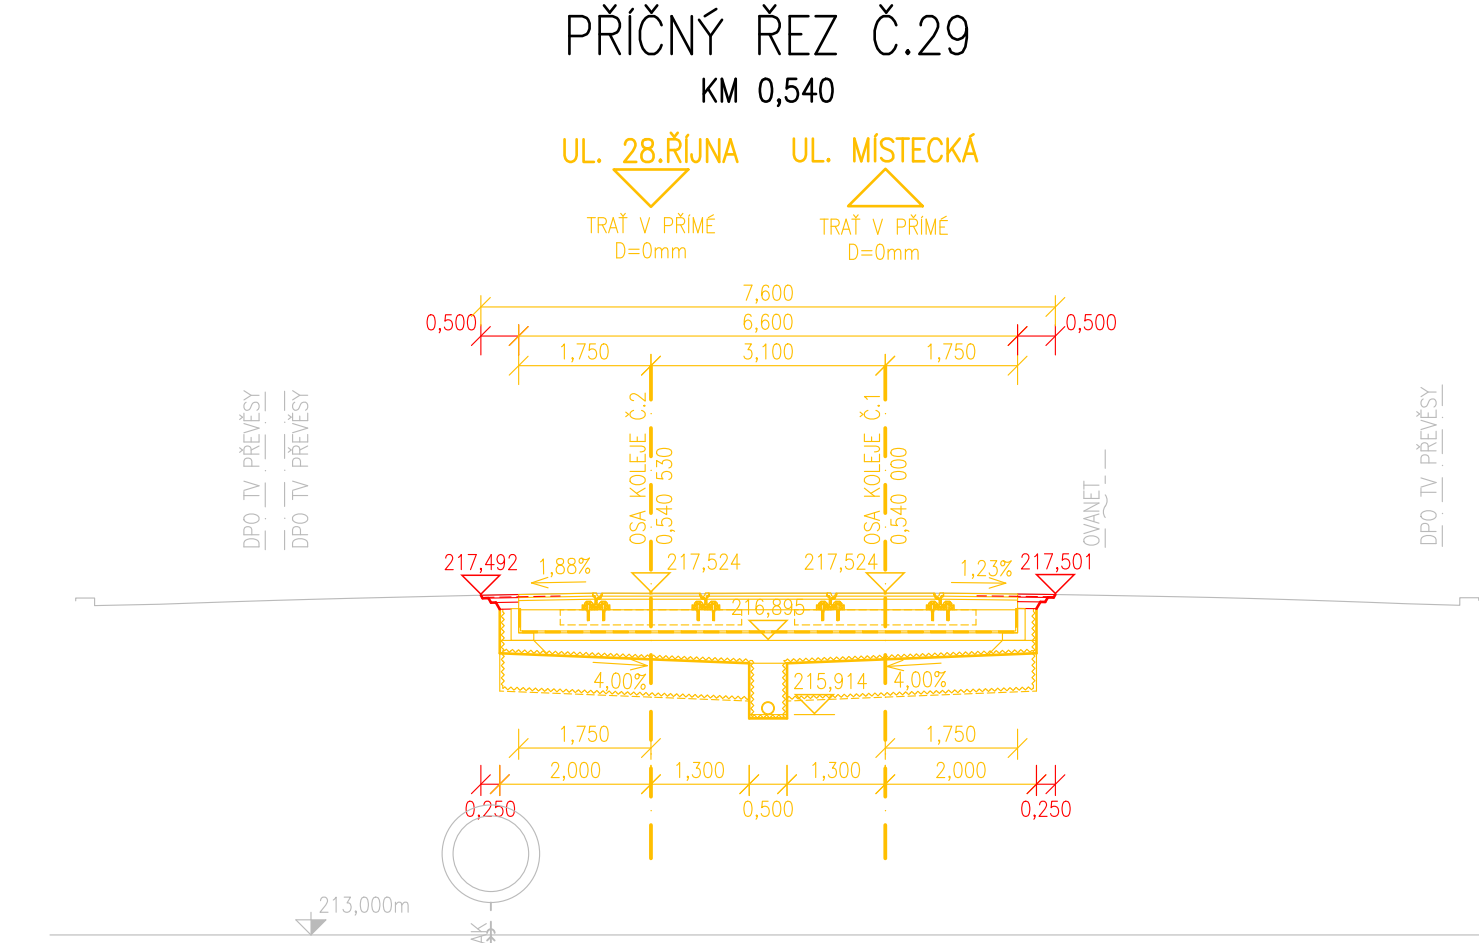 PŘÍČNÝ ŘEZ Č.29
KM 0,540
UL. 28.ŘÍJNA
UL. MÍSTECKÁ
TRAŤ V PŘÍMÉ
D=0mm
TRAŤ V PŘÍMÉ
D=0mm
7,600
0,500
6,600
0,500
1,750
3,100
1,750
DPO TV PŘEVĚSY
DPO TV PŘEVĚSY
OSA KOLEJE Č.2
0,540 530
OSA KOLEJE Č.1
0,540 000
OVANET
DPO TV PŘEVĚSY
217,492
1,88%
217,524
217,524
1,23%
217,501
216,895
4,00%
215,914
4,00%
1,750
1,750
2,000
1,300
1,300
2,000
0,250
0,500
0,250
213,000m
AK